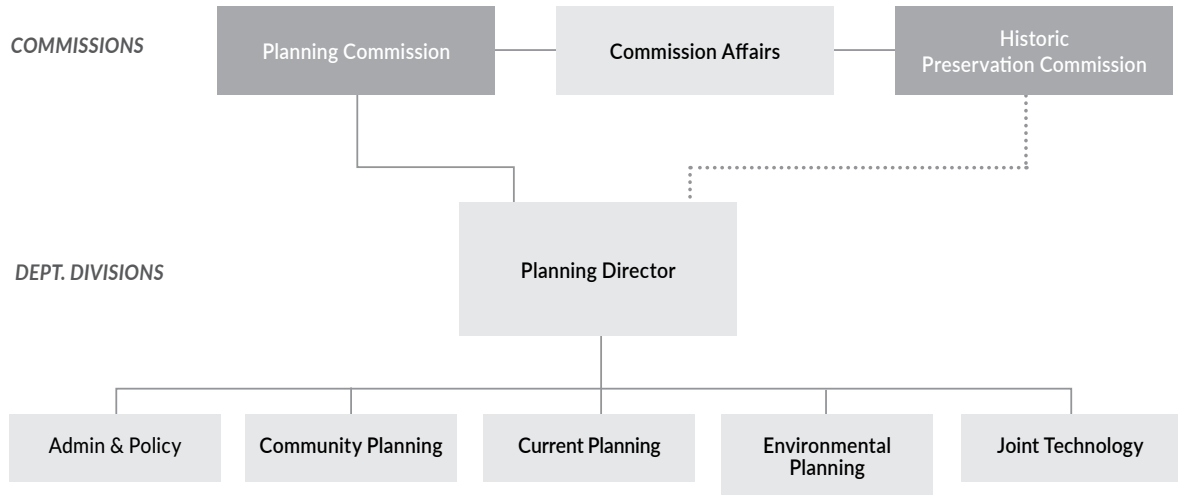 COMMISSIONS
Planning Commission
Commission Affairs
Historic
Preservation Commission
DEPT. DIVISIONS
Planning Director
Admin & Policy
Community Planning
Current Planning
Environmental
Planning
Joint Technology